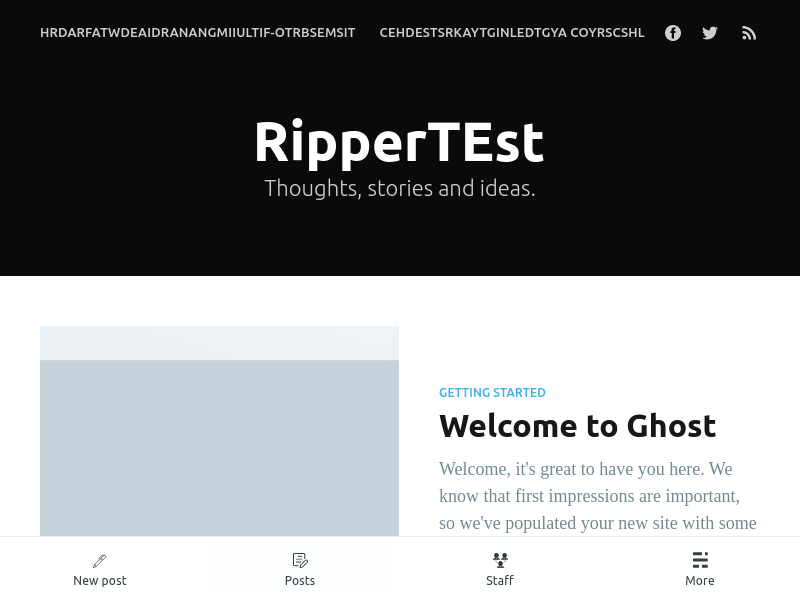 HRDARFATWDEAIDRANANGMIIULTIF-OTRBSEMSIT CEHDESTSRKAYTGINLEDTGYA COYRSCSHL
RipperTEst
Thoughts, stories and ideas.
GETTING STARTED
Welcome to Ghost
Welcome, it's great to have you here. We
know that first impressions are important,
so we've populated your new site with some
New post Posts Staff More